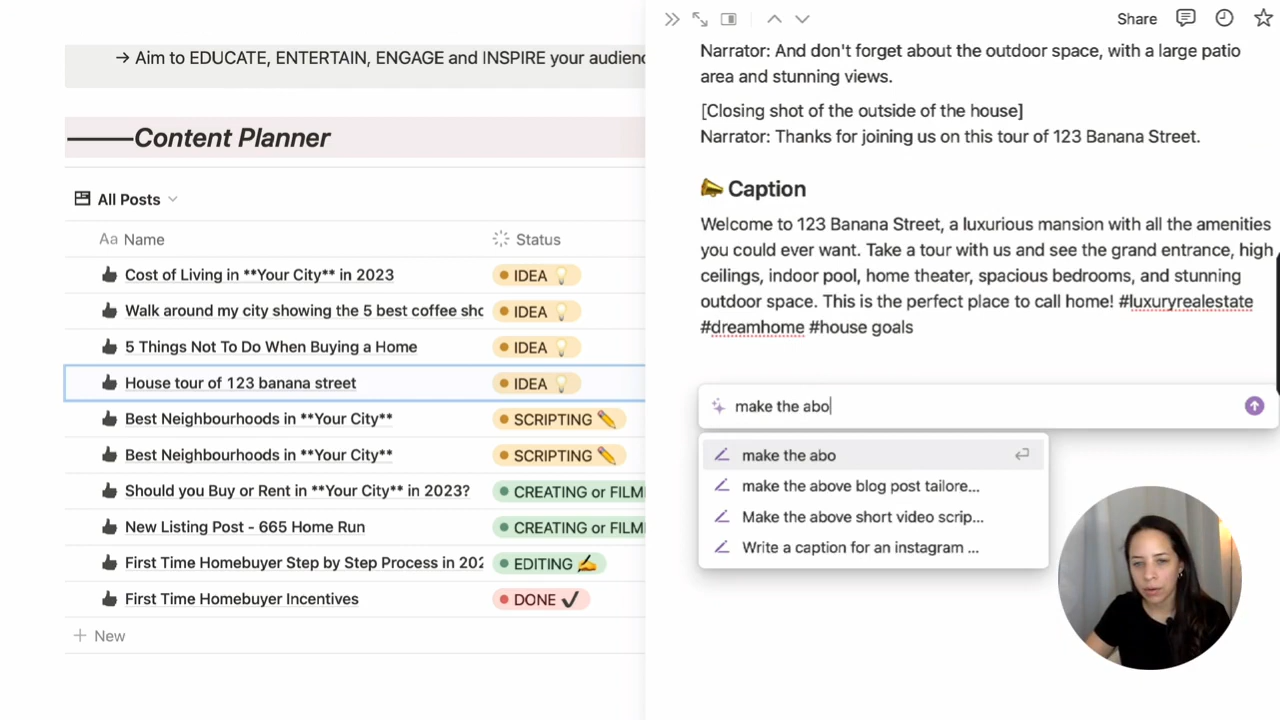 → Aim to EDUCATE, ENTERTAIN, ENGAGE and INSPIRE your audienc
Content Planner
All Posts
Aa Name
Status
Cost of Living in **Your City** in 2023
IDEA
Walk around my city showing the 5 best coffee sho
IDEA
5 Things Not To Do When Buying a Home
IDEA
House tour of 123 banana street
IDEA
Best Neighbourhoods in **Your City**
SCRIPTING
Best Neighbourhoods in **Your City**
SCRIPTING
Should you Buy or Rent in **Your City** in 2023?
CREATING or FILMI
New Listing Post - 665 Home Run
CREATING or FILMI
First Time Homebuyer Step by Step Process in 202
EDITING
First Time Homebuyer Incentives
DONE
+ New
Share
Narrator: And don't forget about the outdoor space, with a large patio
area and stunning views.
[Closing shot of the outside of the house]
Narrator: Thanks for joining us on this tour of 123 Banana Street.
Caption
Welcome to 123 Banana Street, a luxurious mansion with all the amenities
you could ever want. Take a tour with us and see the grand entrance, high
ceilings, indoor pool, home theater, spacious bedrooms, and stunning
outdoor space. This is the perfect place to call home! #luxuryrealestate
#dreamhome #house goals
make the abo
make the abo
make the above blog post tailore...
Make the above short video scrip...
Write a caption for an instagram ...